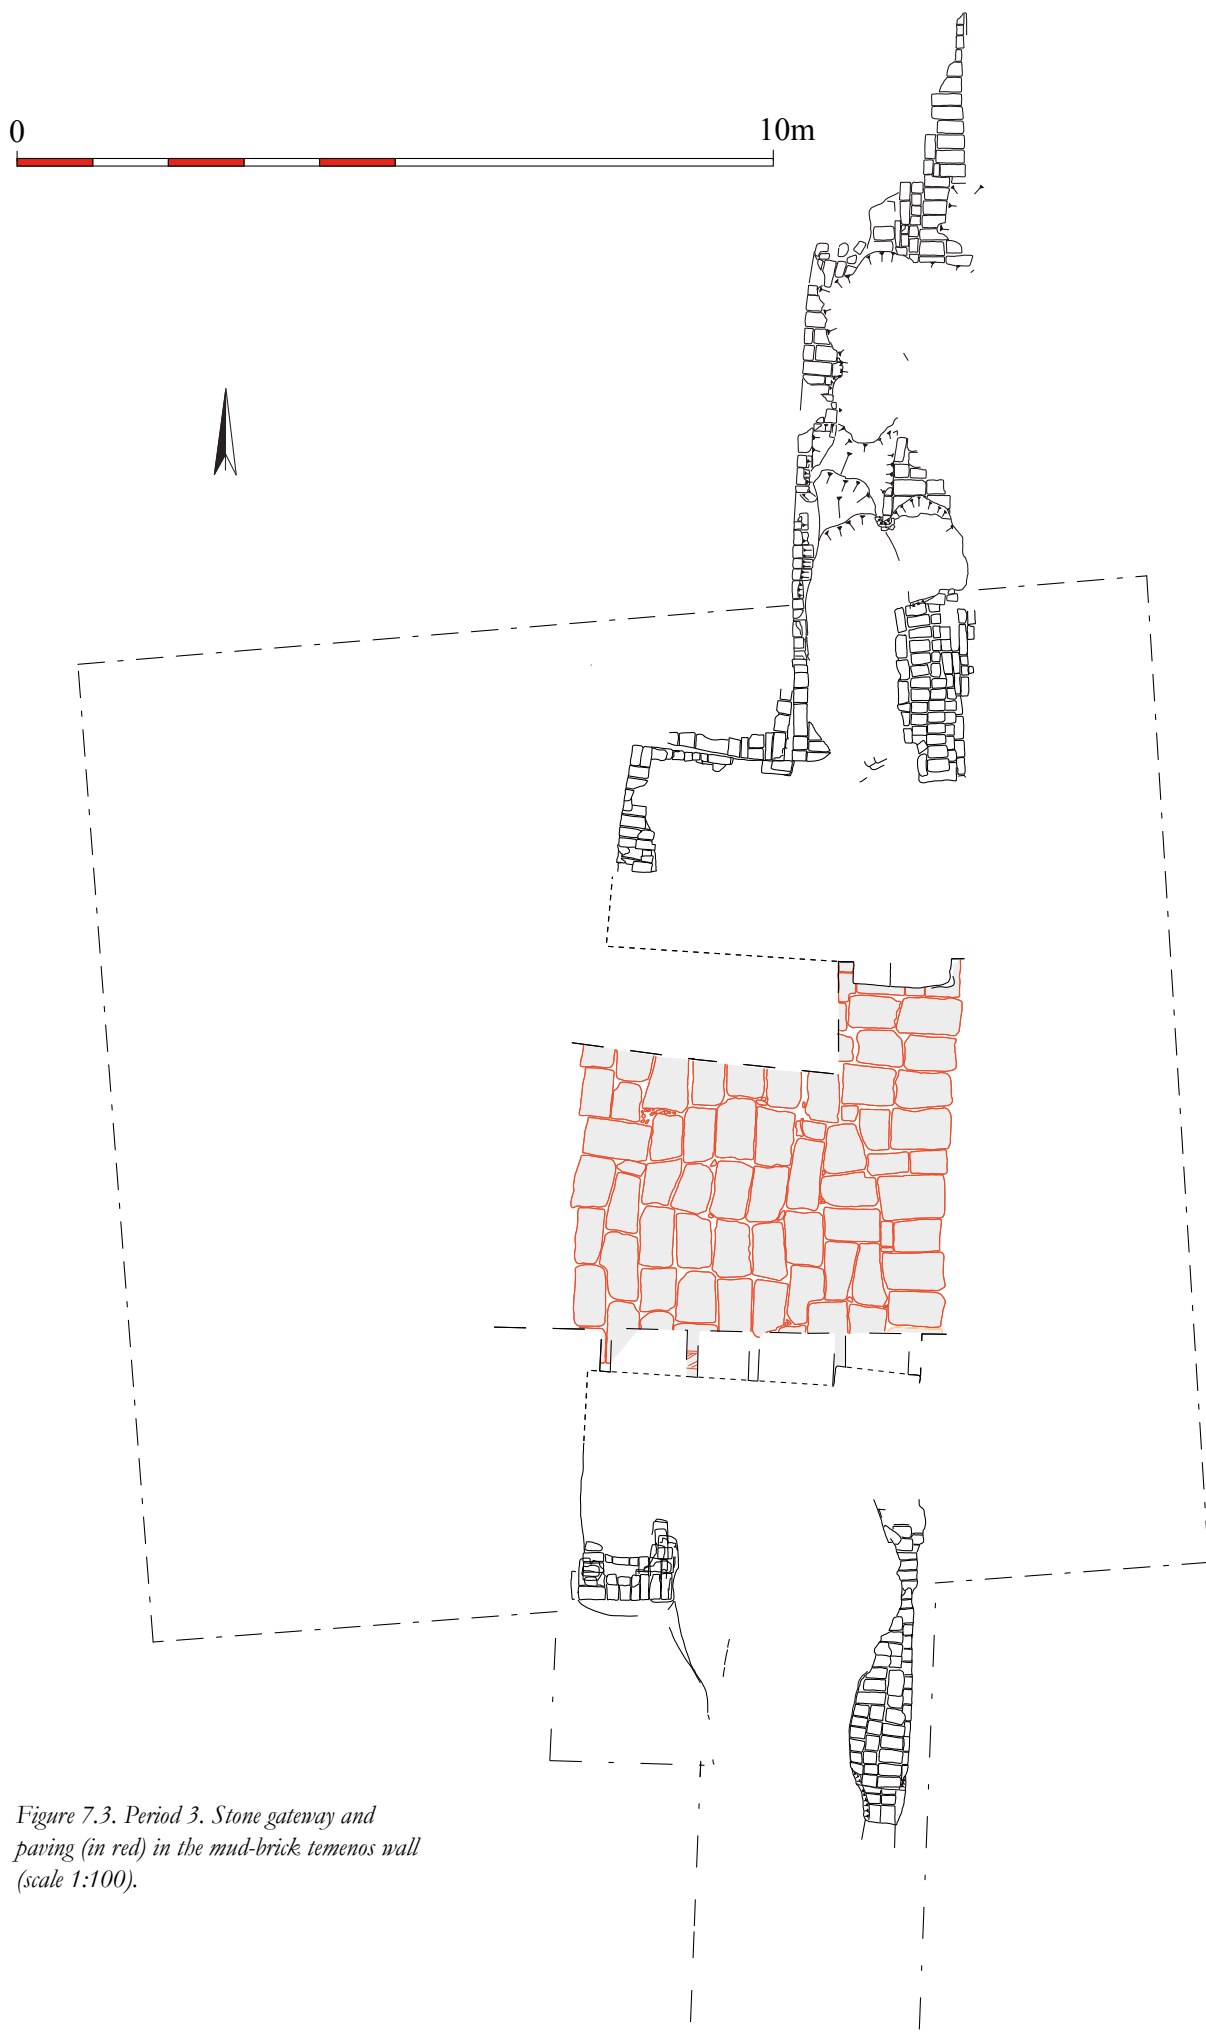 0 10m
Figure 7.3. Period 3. Stone gateway and
paving (in red) in the mud-brick temenos wall
(scale 1:100).